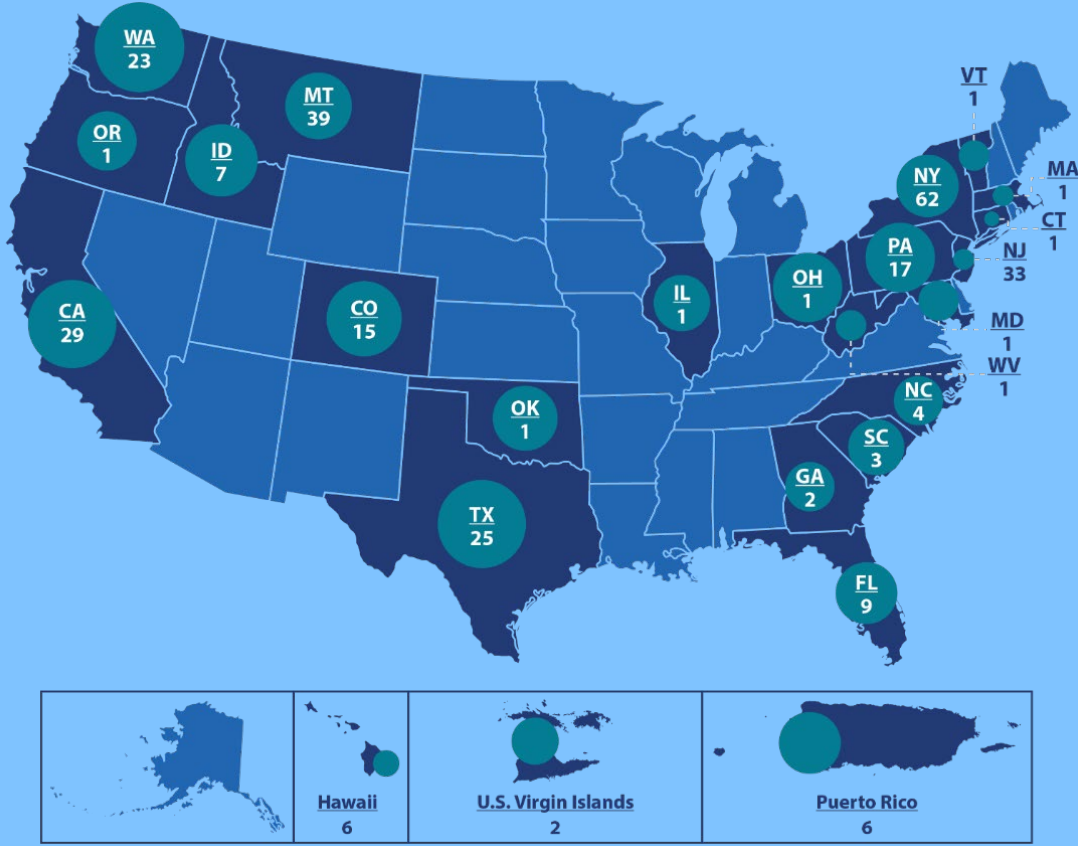 WA
23
VT
1
MT
39
OR
1
ID
7
NY
62
MA
1
CT
1
PA
17
NJ
33
OH
1
IL
1
CO
15
CA
29
MD
1
WV
1
NC
4
OK
1
SC
3
GA
2
TX
25
FL
9
Hawaii
6
U.S. Virgin Islands
2
Puerto Rico
6